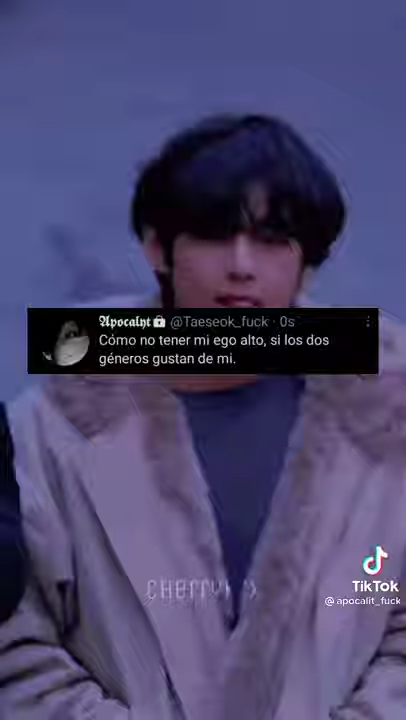 𝕬𝖕𝖔𝖈𝖆𝖑𝖞𝖙 @Taeseok_fuck · 0s
Cómo no tener mi ego alto, si los dos
géneros gustan de mi.
TikTok
@apocalit_fuck